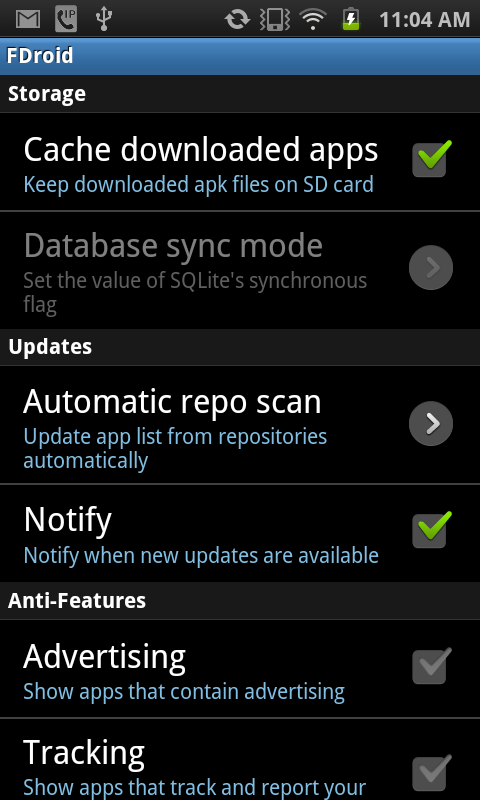 11:04 AM
FDroid
Storage
Cache downloaded apps
Keep downloaded apk files on SD card
Database sync mode
Set the value of SQLite's synchronous
flag
Updates
Automatic repo scan
Update app list from repositories
automatically
Notify
Notify when new updates are available
Anti-Features
Advertising
Show apps that contain advertising
Tracking
Show apps that track and report your